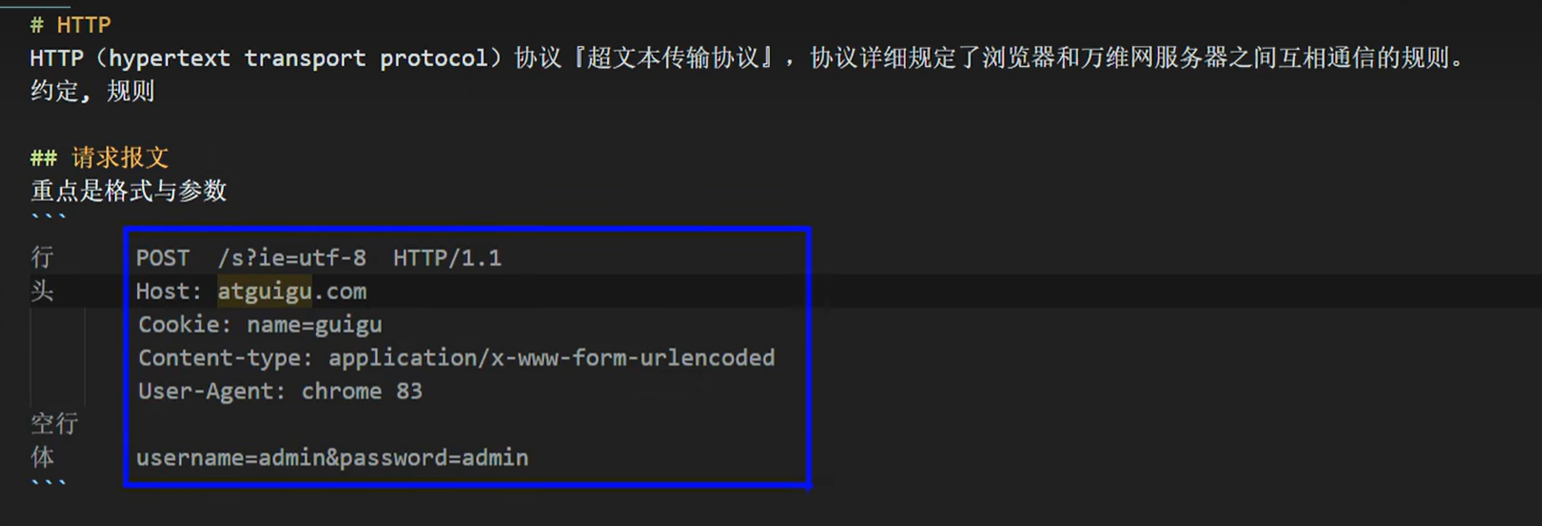 # HTTP
HTTP（hypertext transport protocol）协议『超文本传输协议』，协议详细规定了浏览器和万维网服务器之间互相通信的规则。
约定, 规则
## 请求报文
重点是格式与参数
```
行 POST /s?ie=utf-8 HTTP/1.1
头 Host: atguigu.com
Cookie: name=guigu
Content-type: application/x-www-form-urlencoded
User-Agent: chrome 83
空行
体 username=admin&password=admin
```